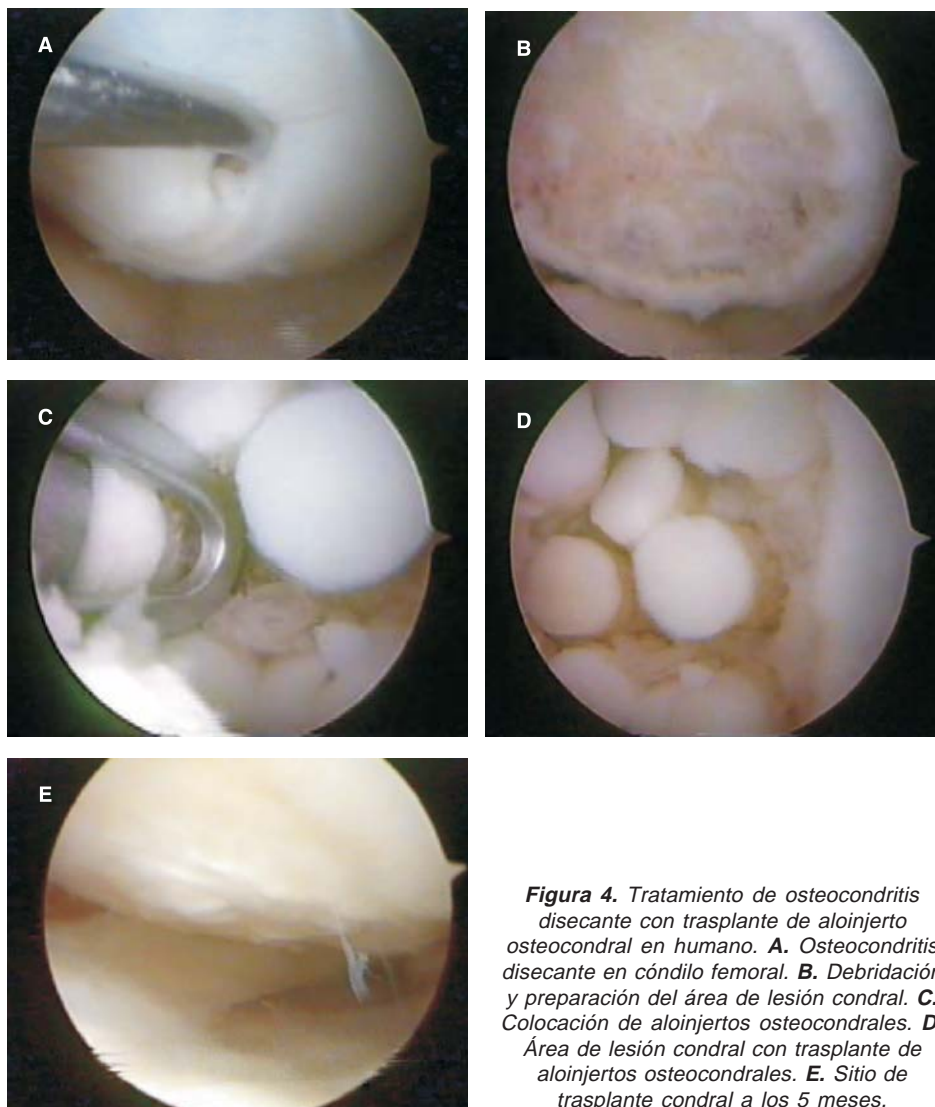 A
B
C
D
E
Figura 4. Tratamiento de osteocondritis
disecante con trasplante de aloinjerto
osteocondral en humano. A. Osteocondritis
disecante en cóndilo femoral. B. Debridación
y preparación del área de lesión condral. C.
Colocación de aloinjertos osteocondrales. D
Área de lesión condral con trasplante de
aloinjertos osteocondrales. E. Sitio de
trasplante condral a los 5 meses.